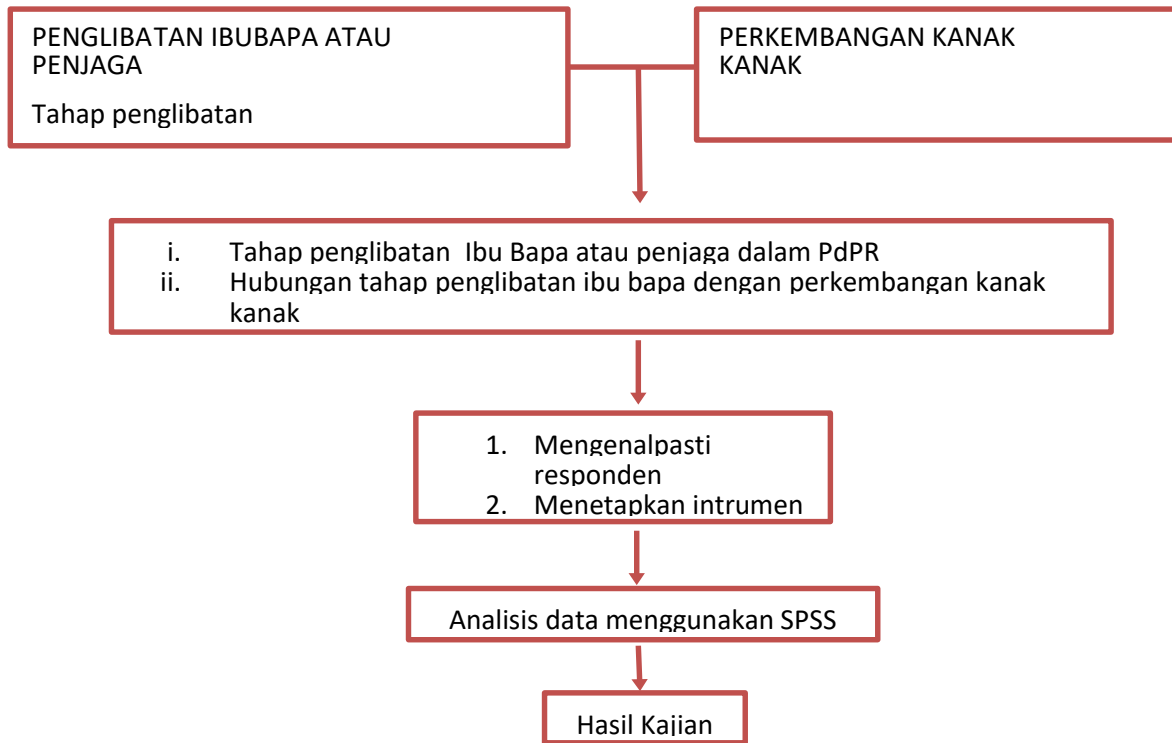 PENGLIBATAN IBUBAPA ATAU
PENJAGA
Tahap penglibatan
PERKEMBANGAN KANAK
KANAK
i. Tahap penglibatan Ibu Bapa atau penjaga dalam PdPR
ii. Hubungan tahap penglibatan ibu bapa dengan perkembangan kanak
kanak
1. Mengenalpasti
responden
2. Menetapkan intrumen
Analisis data menggunakan SPSS
Hasil Kajian